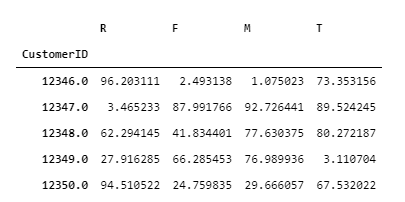 R F M T
CustomerID
12346.0 96.203111 2.493138 1.075023 73.353156
12347.0 3.465233 87.991766 92.726441 89.524245
12348.0 62.294145 41.834401 77.630375 80.272187
12349.0 27.916285 66.285453 76.989936 3.110704
12350.0 94.510522 24.759835 29.666057 67.532022